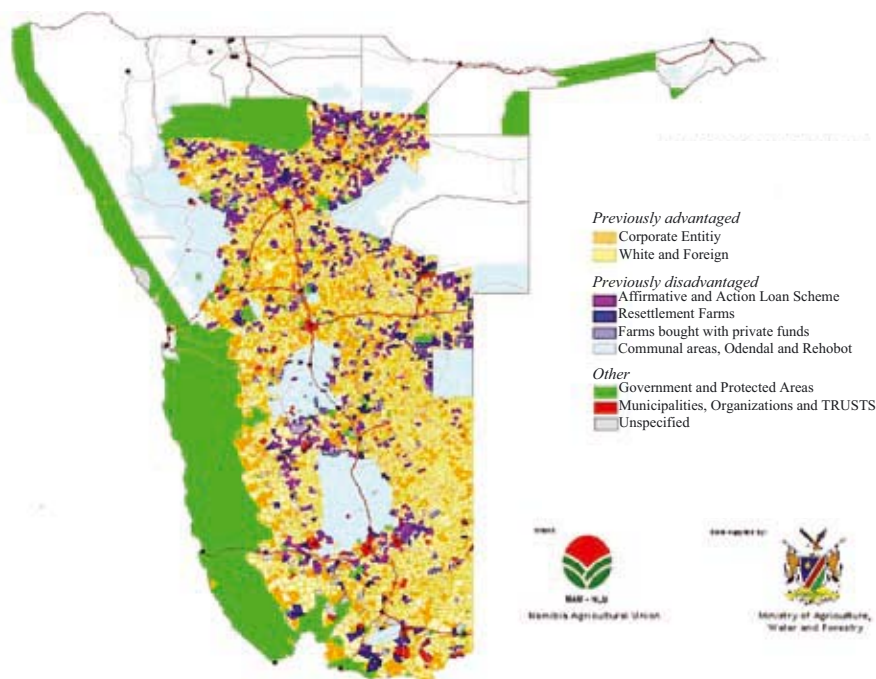 Previously advantaged
Corporate Entitiy
White and Foreign
Previously disadvantaged
Affirmative and Action Loan Scheme
Resettlement Farms
Farms bought with private funds
Communal areas, Odendal and Rehobot
Other
Government and Protected Areas
Municipalities, Organizations and TRUSTS
Unspecified
Namibia Agricultural Union
Ministry of Agriculture,
Water and Forestry